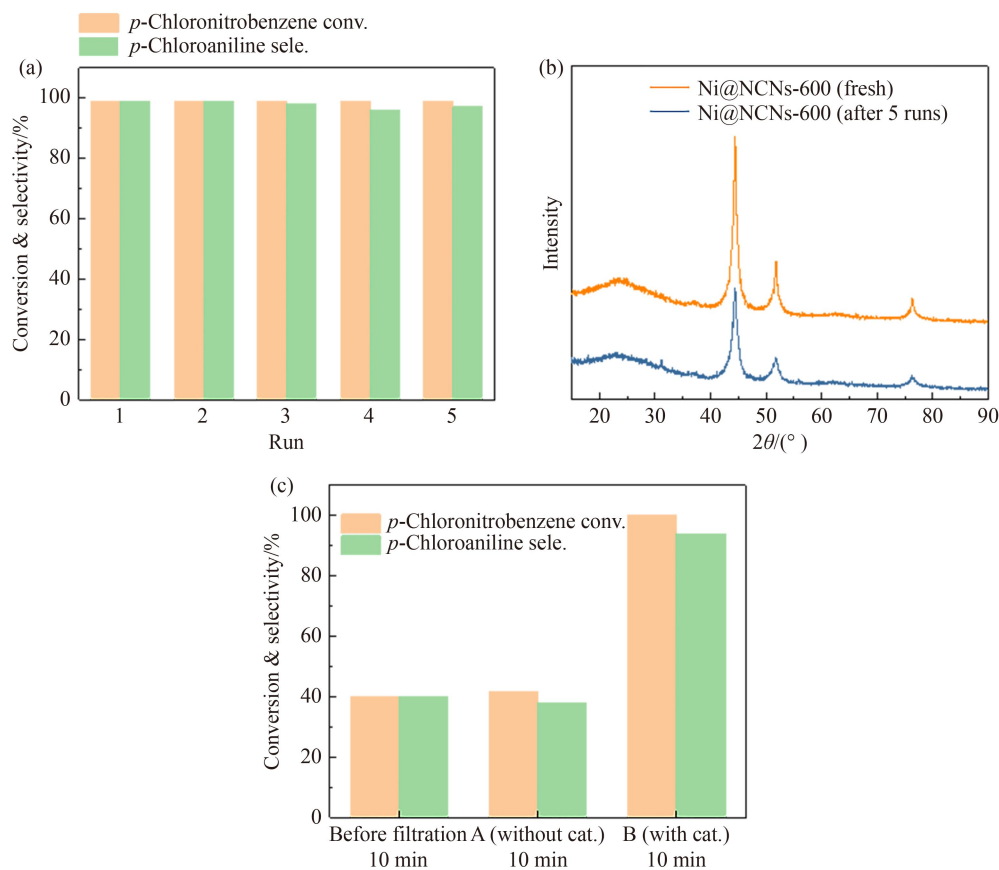 p-Chloronitrobenzene conv.
p-Chloroaniline sele.
(a)
Conversion & selectivity/%
100
80
60
40
20
0
1 2 3 4 5
Run
(b)
Ni@NCNs-600 (fresh)
Ni@NCNs-600 (after 5 runs)
Intensity
20 30 40 50 60 70 80 90
2θ/(° )
(c)
p-Chloronitrobenzene conv.
p-Chloroaniline sele.
Conversion & selectivity/%
100
80
60
40
20
0
Before filtration A (without cat.) B (with cat.)
10 min 10 min 10 min